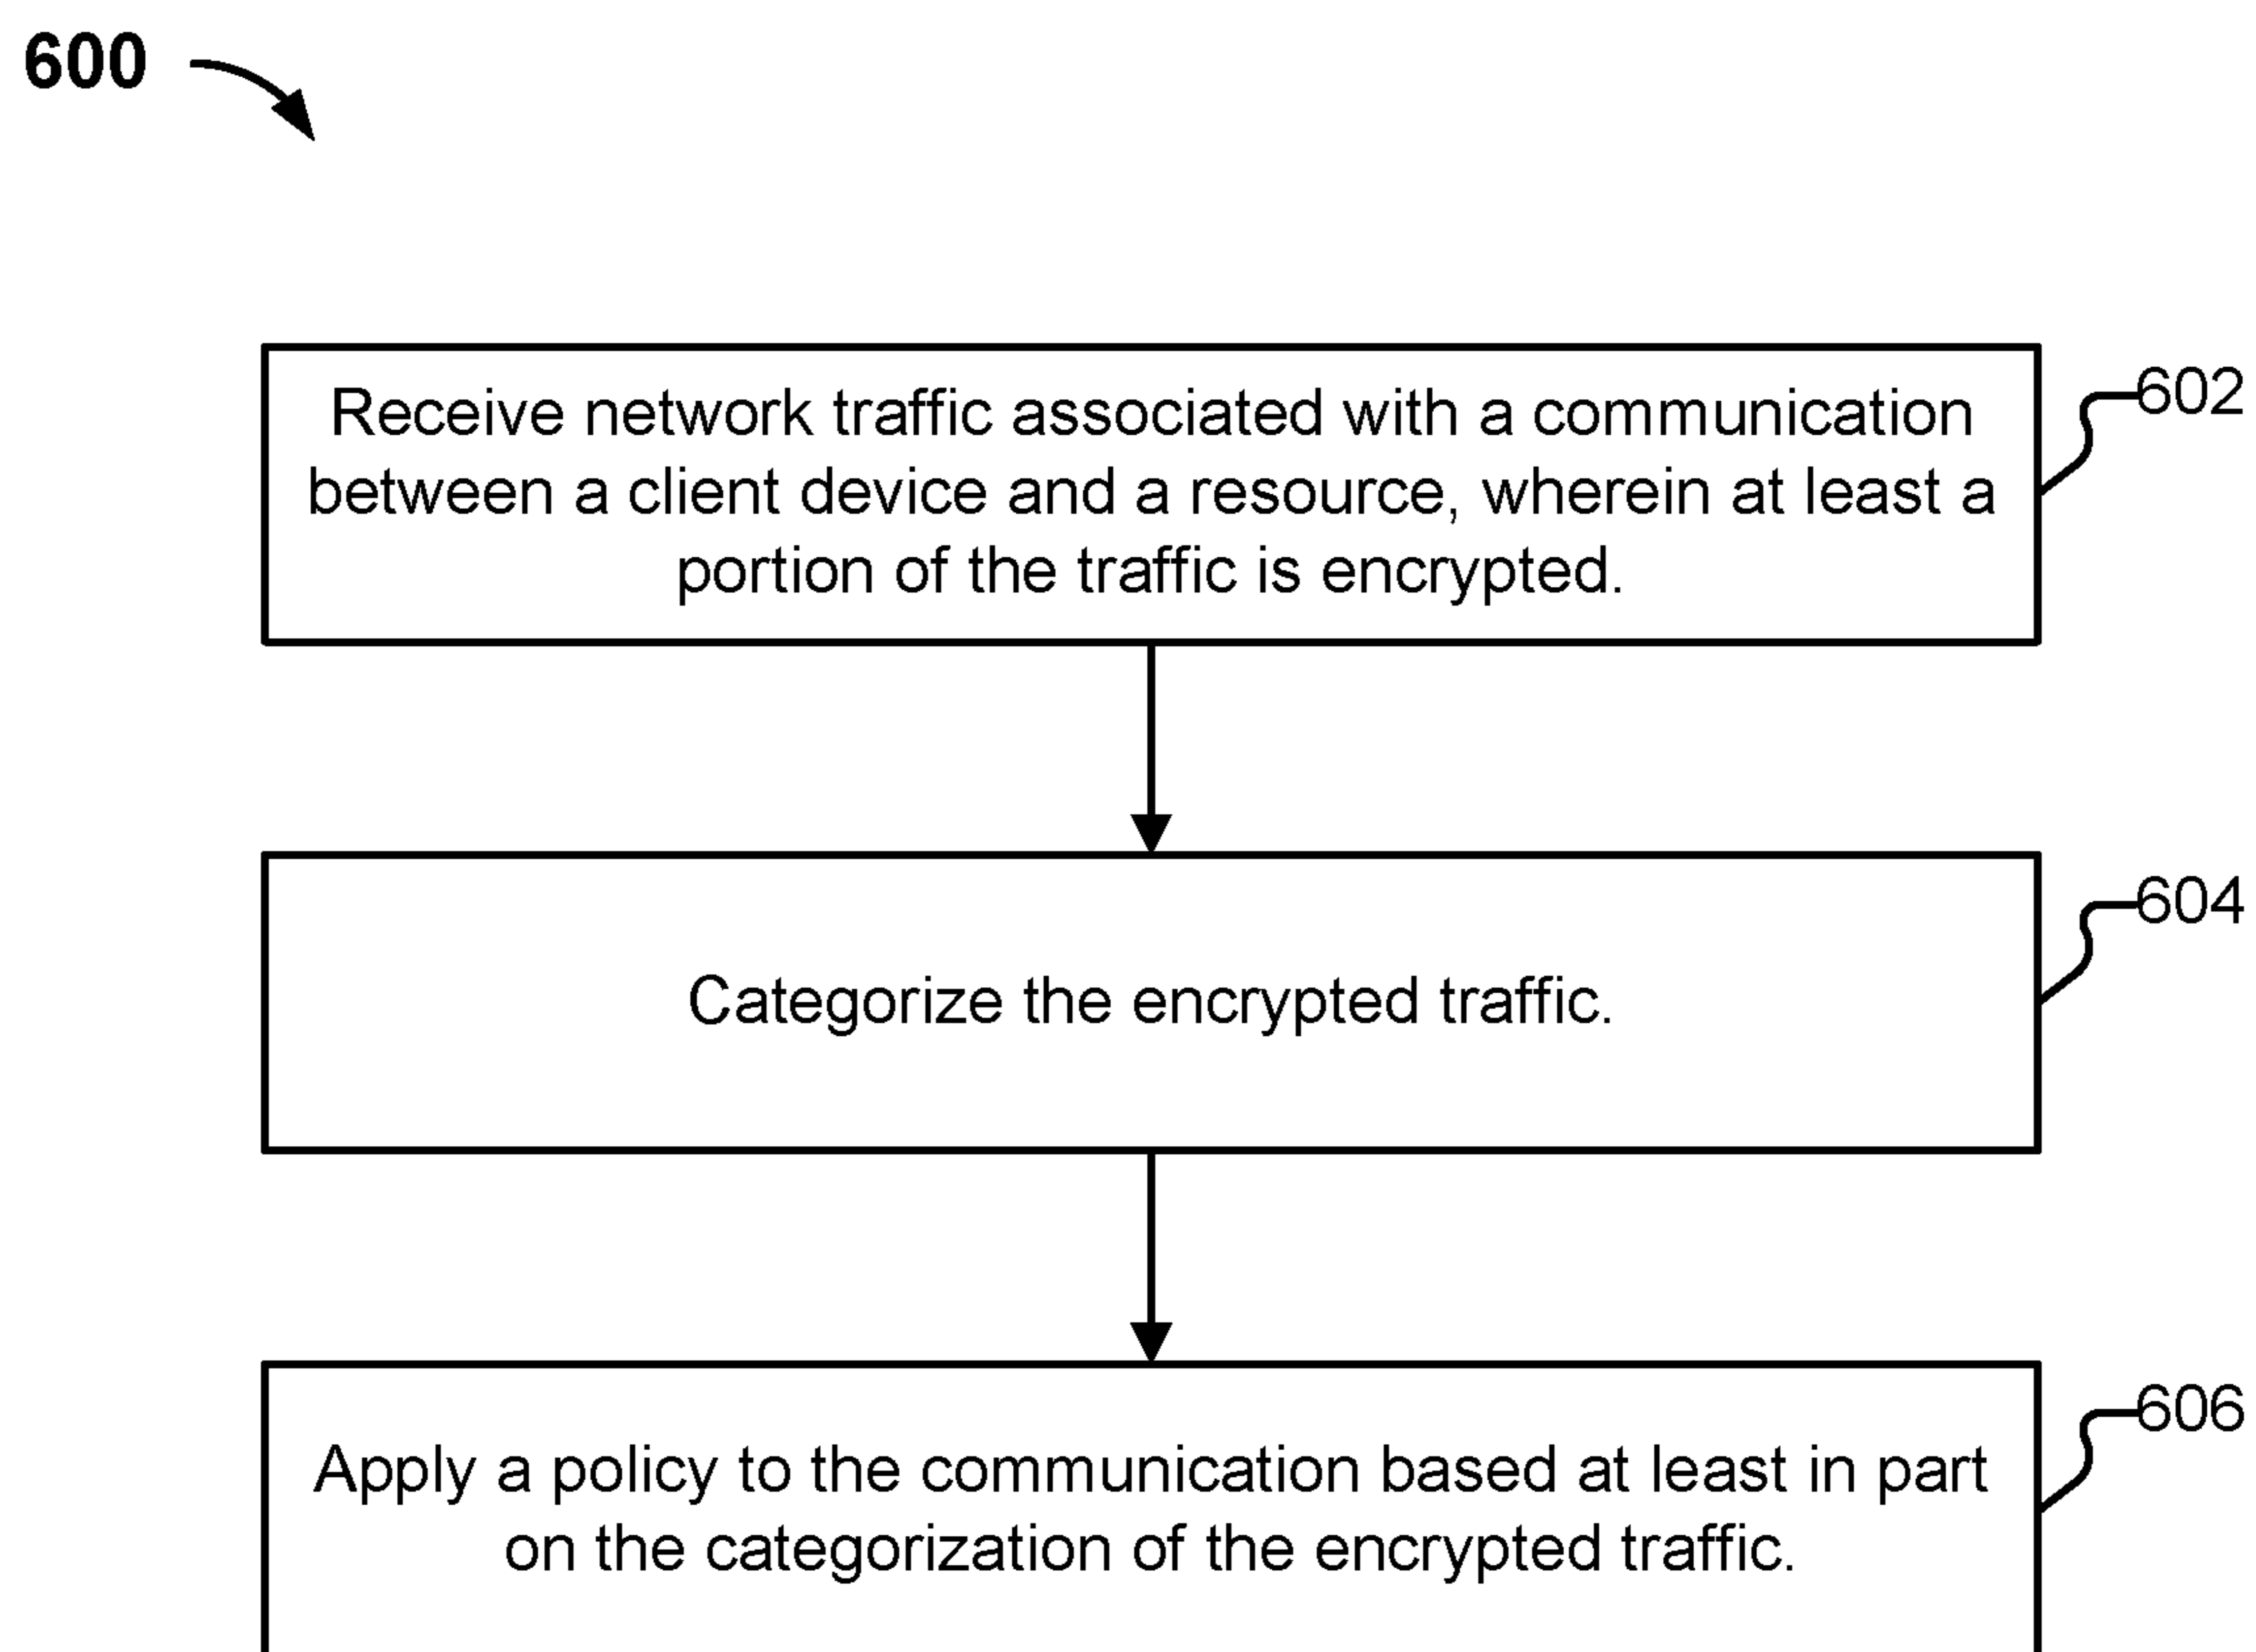 600
Receive network traffic associated with a communication
between a client device and a resource, wherein at least a
portion of the traffic is encrypted.
602
Categorize the encrypted traffic.
604
Apply a policy to the communication based at least in part
on the categorization of the encrypted traffic.
606